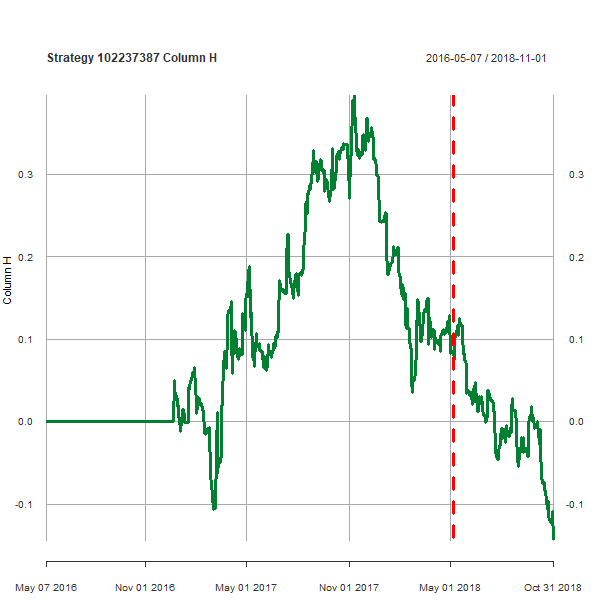 Strategy 102237387 Column H
2016-05-07 / 2018-11-01
0.3
0.3
0.2
0.2
Column H
0.1
0.1
0.0
0.0
-0.1
-0.1
May 07 2016
Nov 01 2016
May 01 2017
Nov 01 2017
May 01 2018
Oct 31 2018